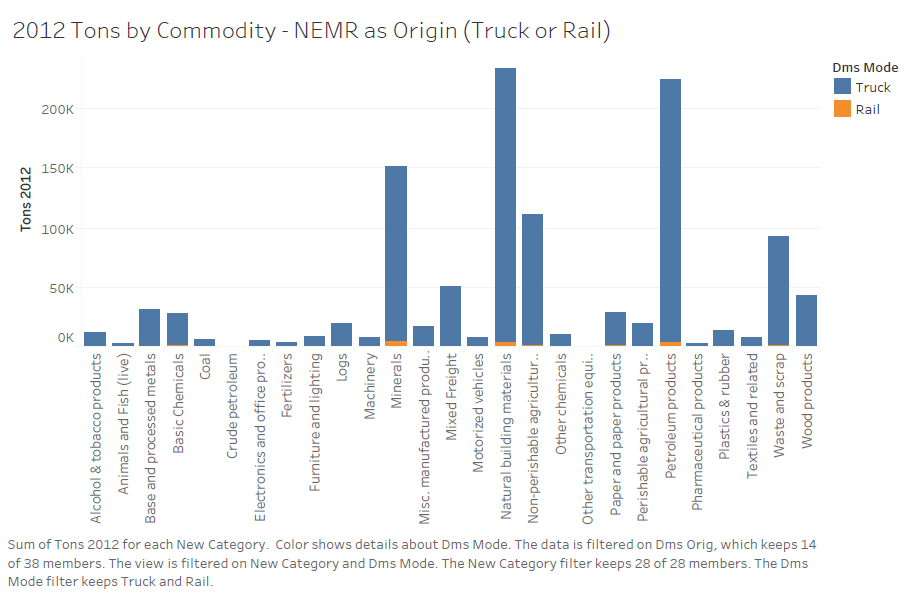 2012 Tons by Commodity - NEMR as Origin (Truck or Rail)
Dms Mode
Truck
Rail
Tons 2012
200K
150K
100K
50K
0K
Alcohol & tobacco products
Animals and Fish (live)
Base and processed metals
Basic Chemicals
Coal
Crude petroleum
Electronics and office pro..
Fertilizers
Furniture and lighting
Logs
Machinery
Minerals
Misc. manufactured produ..
Mixed Freight
Motorized vehicles
Natural building materials
Non-perishable agricultur..
Other chemicals
Other transportation equi..
Paper and paper products
Perishable agricultural pr..
Petroleum products
Pharmaceutical products
Plastics & rubber
Textiles and related
Waste and scrap
Wood products
Sum of Tons 2012 for each New Category.  Color shows details about Dms Mode. The data is filtered on Dms Orig, which keeps 14
of 38 members. The view is filtered on New Category and Dms Mode. The New Category filter keeps 28 of 28 members. The Dms
Mode filter keeps Truck and Rail.